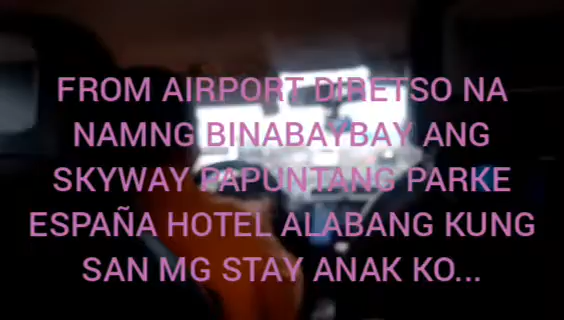 FROM AIRPORT DIRETSO NA
NAMNG BINABAYBAY ANG
SKYWAY PAPUNTANG PARKE
ESPAÑA HOTEL ALABANG KUNG
SAN MG STAY ANAK KO...